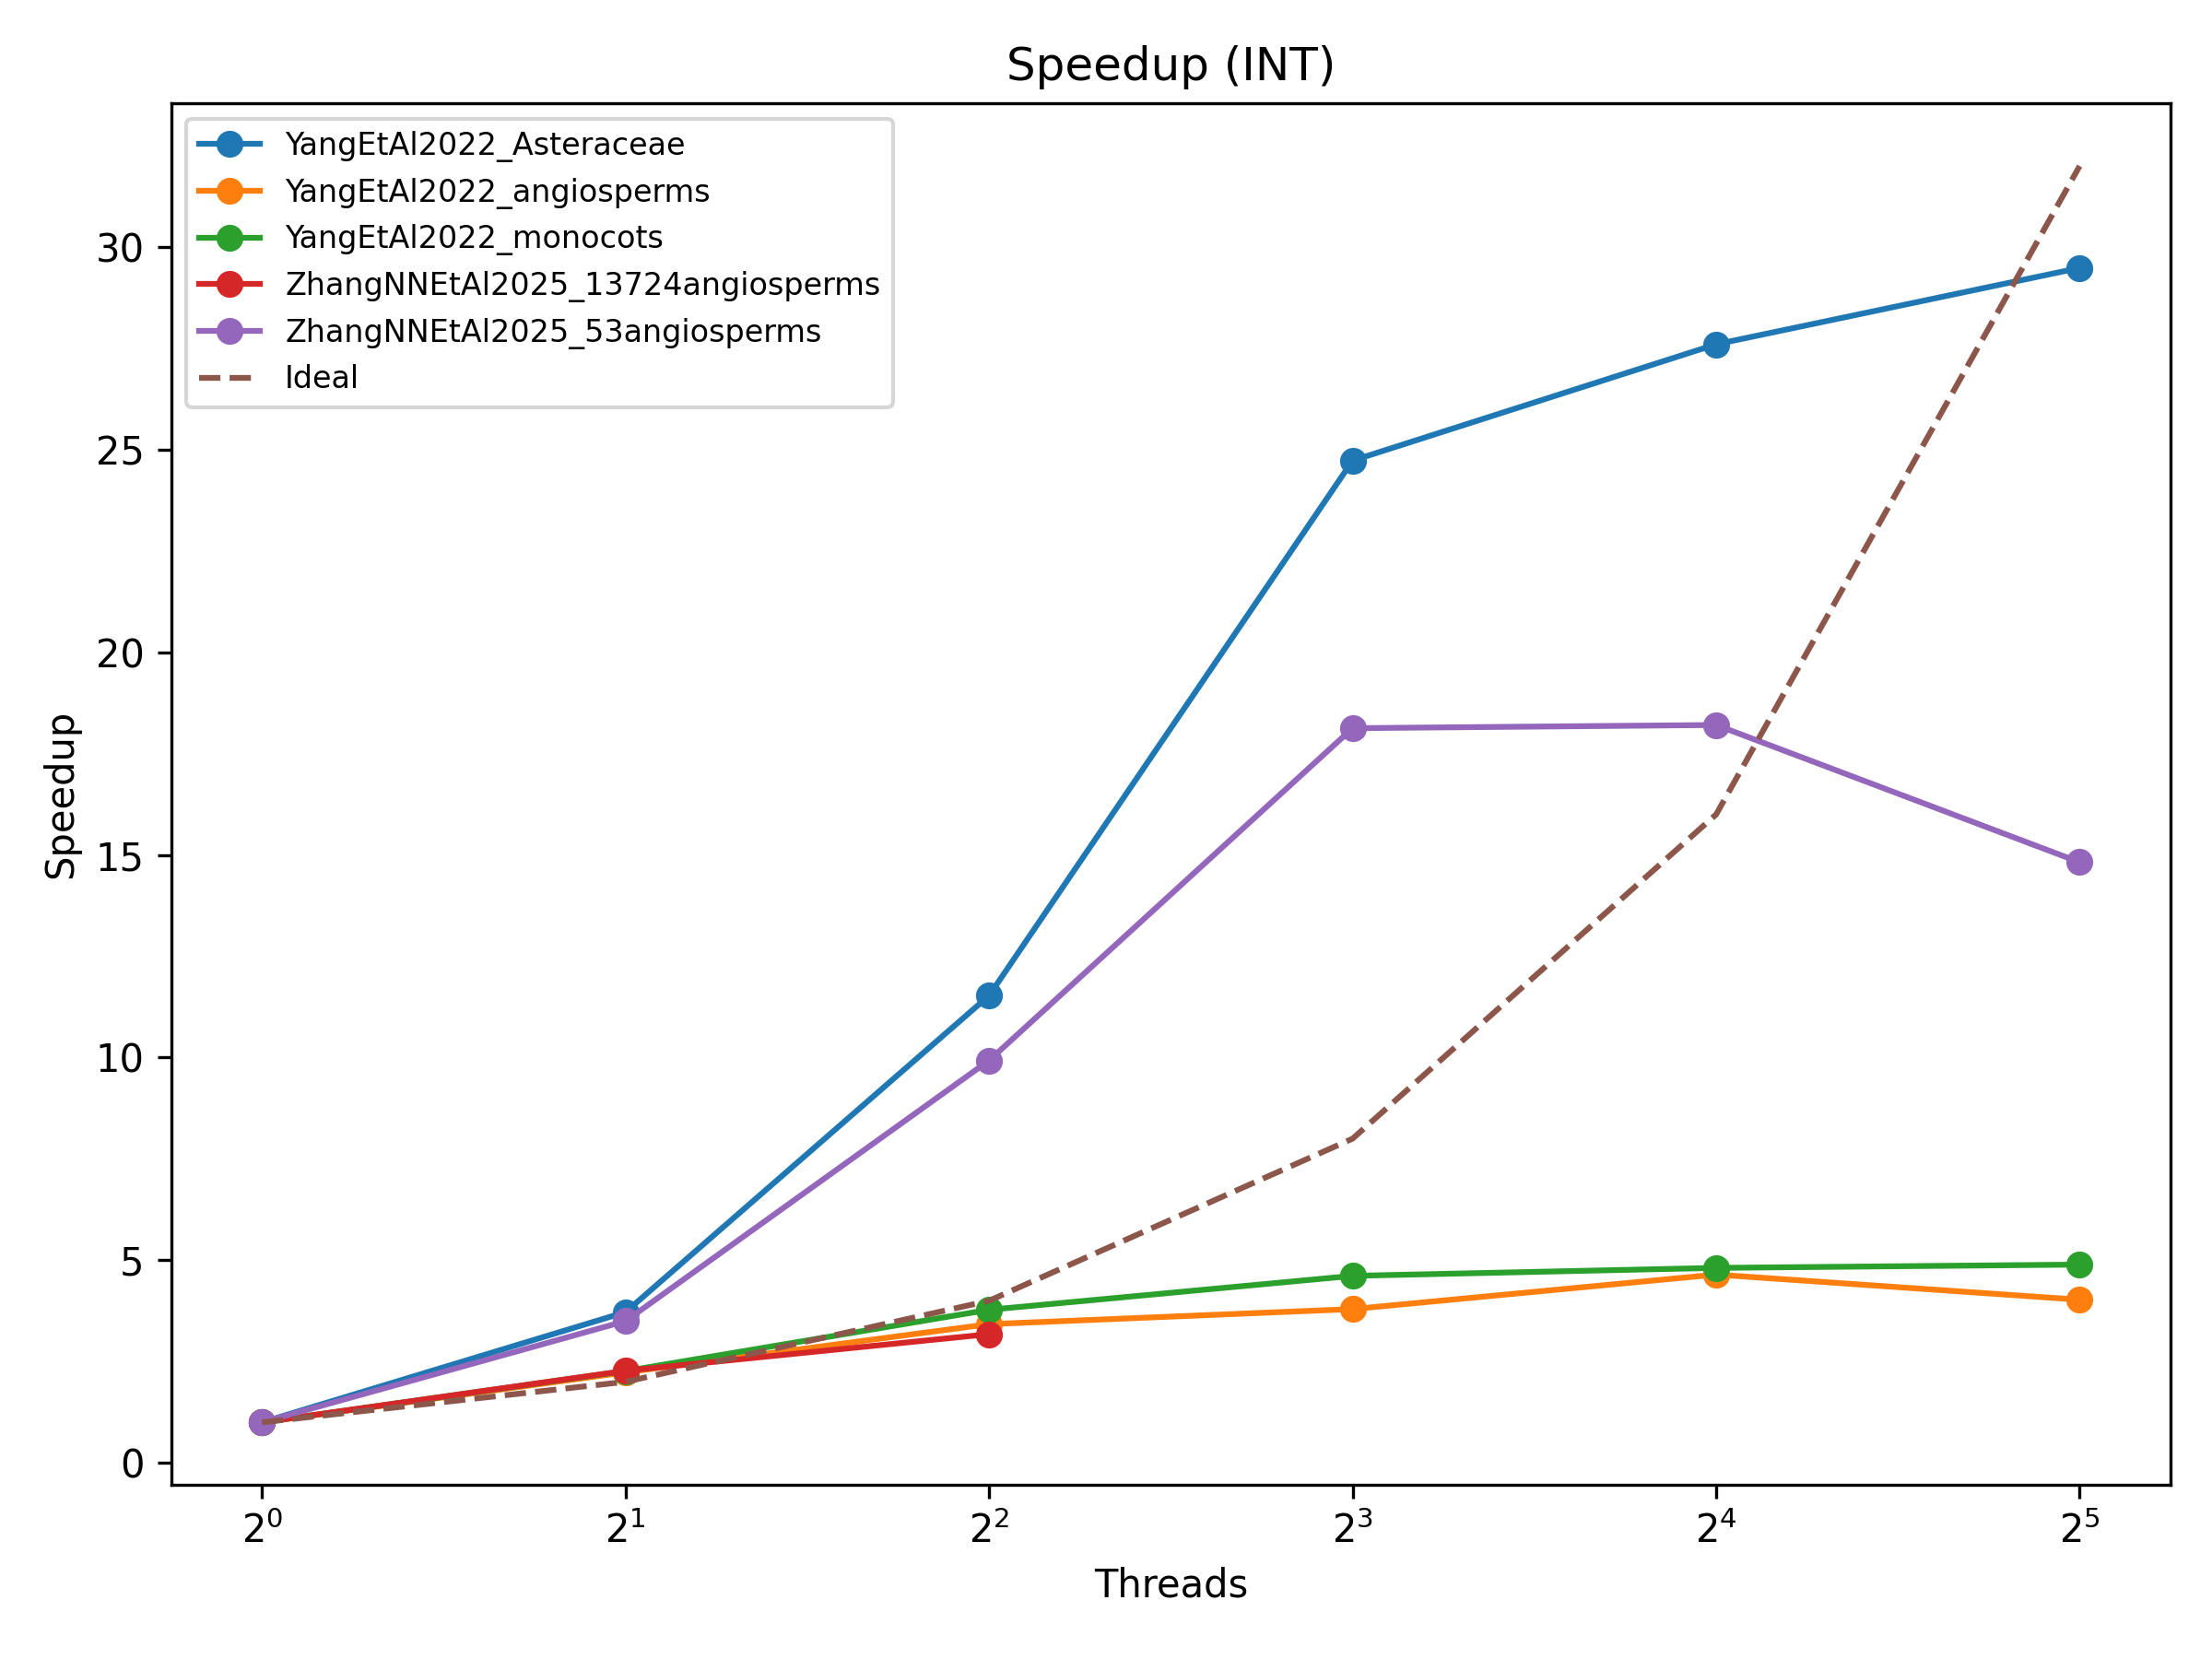 Speedup (INT)
YangEtAl2022_Asteraceae
YangEtAl2022_angiosperms
YangEtAl2022_monocots
ZhangNNEtAl2025_13724angiosperms
ZhangNNEtAl2025_53angiosperms
Ideal
Speedup
30
25
20
15
10
5
0
2⁰ 2¹ 2² 2³ 2⁴ 2⁵
Threads